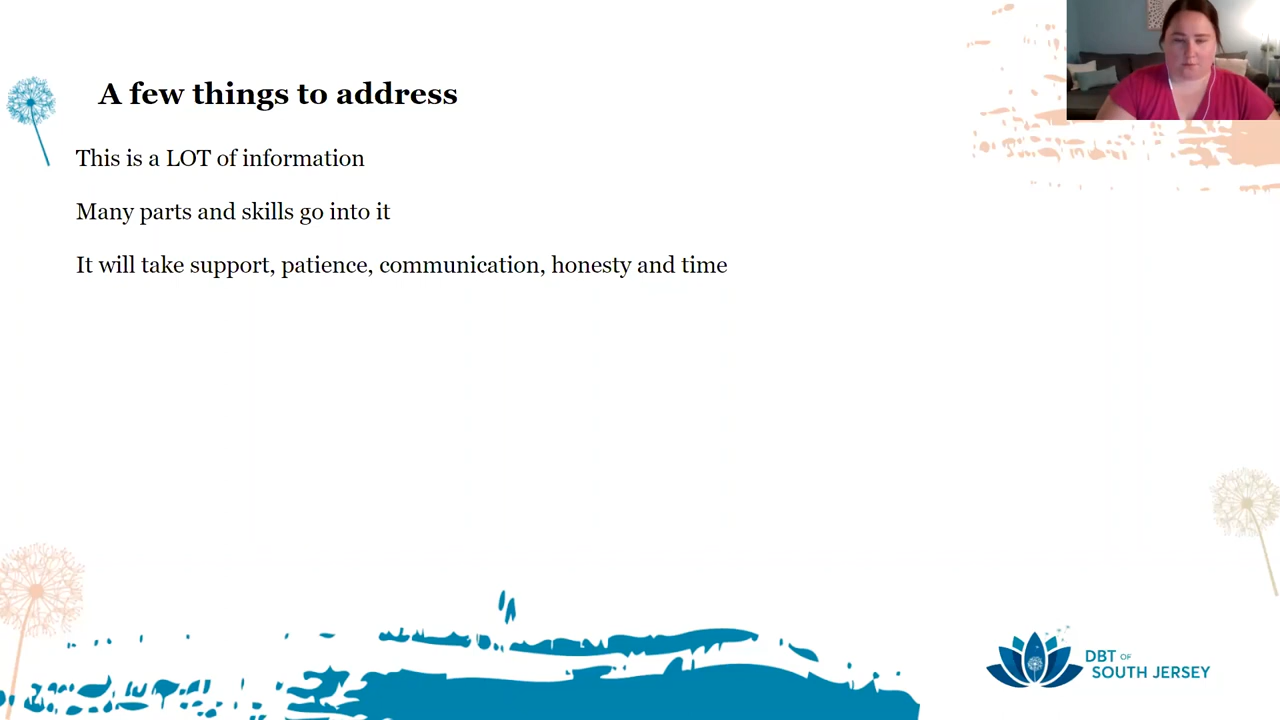 A few things to address
This is a LOT of information
Many parts and skills go into it
It will take support, patience, communication, honesty and time
DBT OF
SOUTH JERSEY